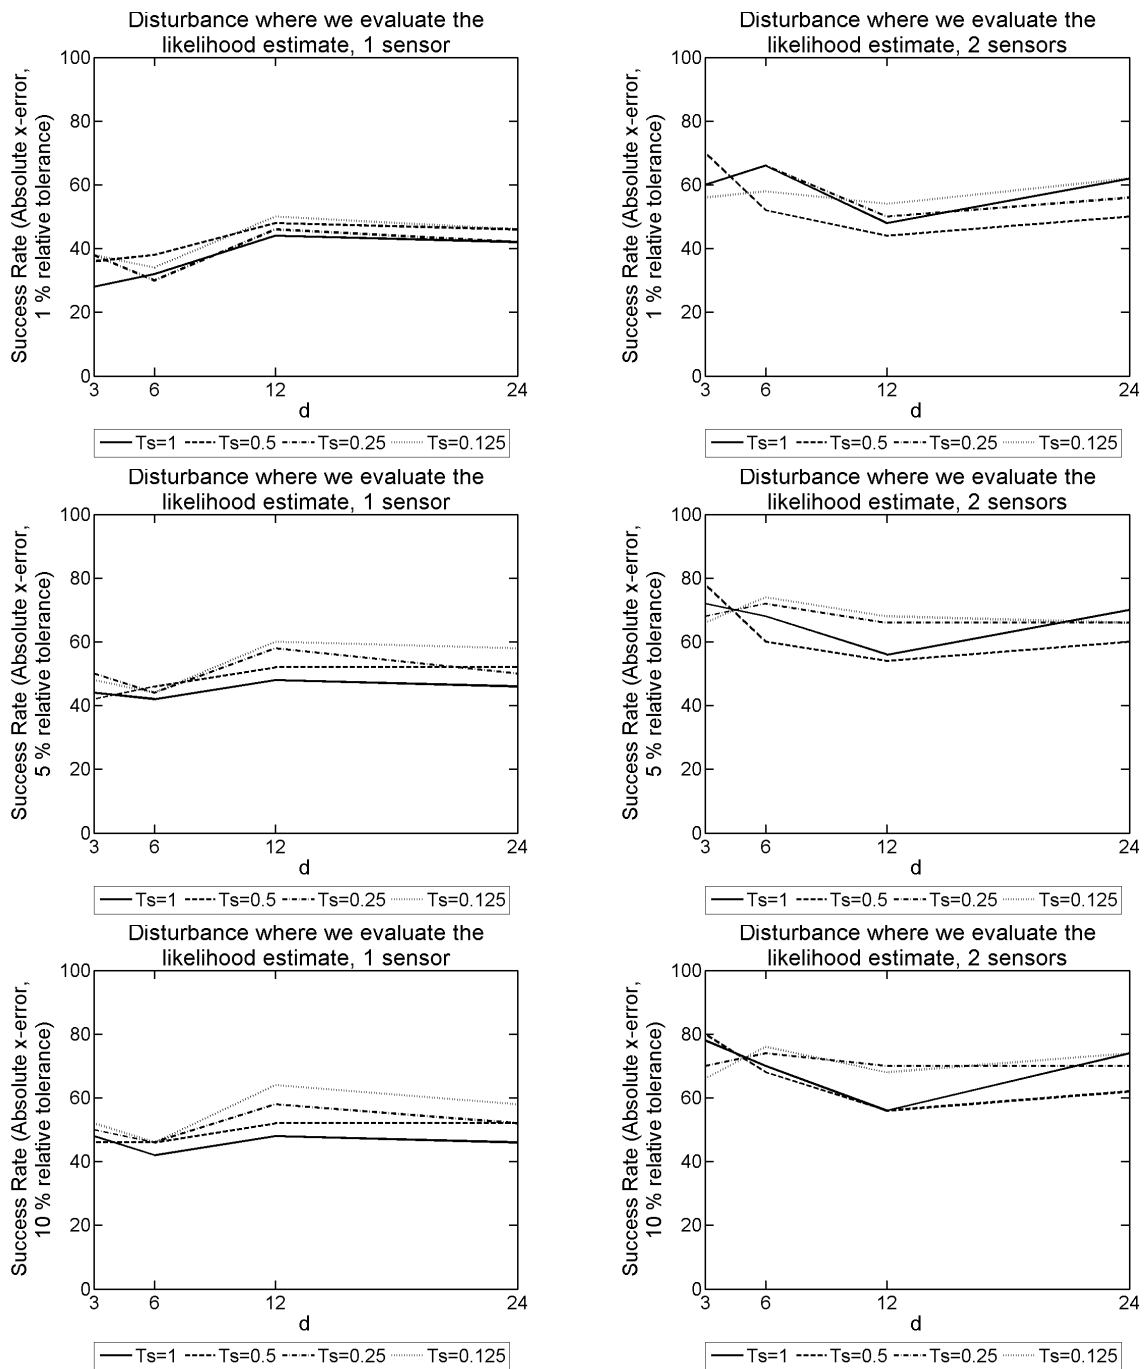 Disturbance where we evaluate the
likelihood estimate, 1 sensor
Success Rate (Absolute x-error,
1 % relative tolerance)
100
80
60
40
20
0
3 6 12 24
d
Ts=1 Ts=0.5 Ts=0.25 Ts=0.125
Disturbance where we evaluate the
likelihood estimate, 2 sensors
Success Rate (Absolute x-error,
1 % relative tolerance)
100
80
60
40
20
0
3 6 12 24
d
Ts=1 Ts=0.5 Ts=0.25 Ts=0.125
Disturbance where we evaluate the
likelihood estimate, 1 sensor
Success Rate (Absolute x-error,
5 % relative tolerance)
100
80
60
40
20
0
3 6 12 24
d
Ts=1 Ts=0.5 Ts=0.25 Ts=0.125
Disturbance where we evaluate the
likelihood estimate, 2 sensors
Success Rate (Absolute x-error,
5 % relative tolerance)
100
80
60
40
20
0
3 6 12 24
d
Ts=1 Ts=0.5 Ts=0.25 Ts=0.125
Disturbance where we evaluate the
likelihood estimate, 1 sensor
Success Rate (Absolute x-error,
10 % relative tolerance)
100
80
60
40
20
0
3 6 12 24
d
Ts=1 Ts=0.5 Ts=0.25 Ts=0.125
Disturbance where we evaluate the
likelihood estimate, 2 sensors
Success Rate (Absolute x-error,
10 % relative tolerance)
100
80
60
40
20
0
3 6 12 24
d
Ts=1 Ts=0.5 Ts=0.25 Ts=0.125